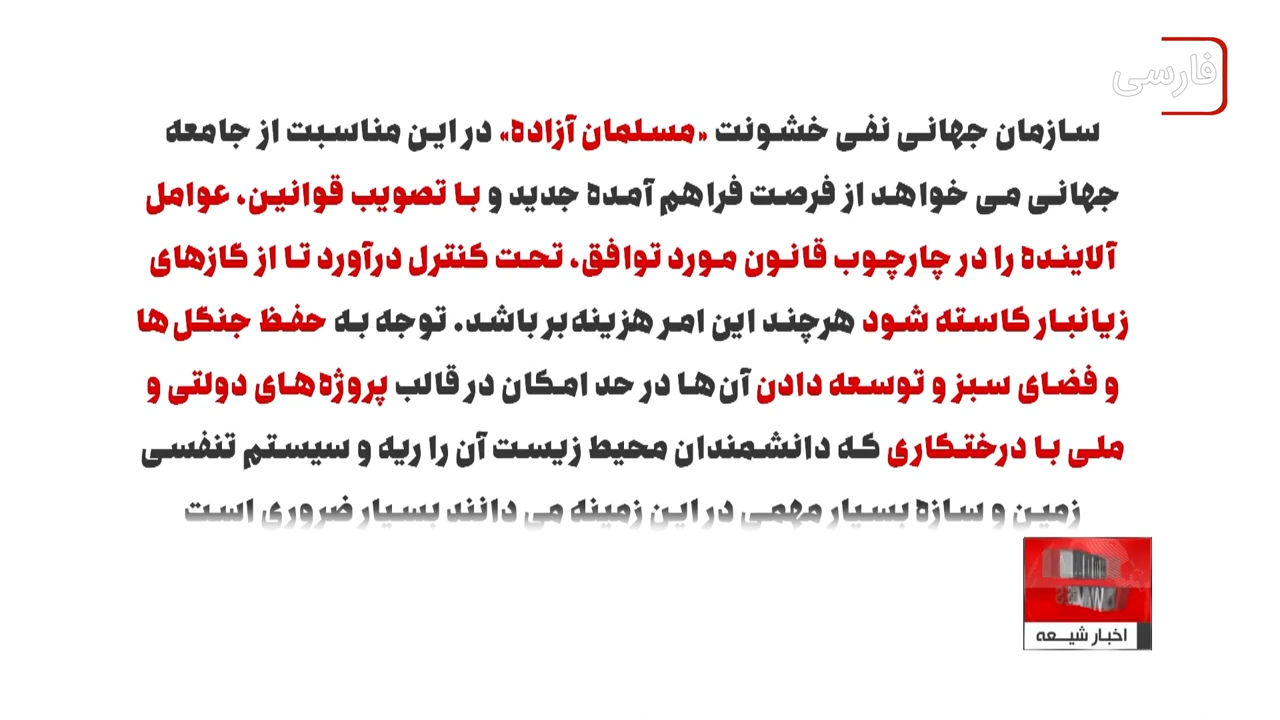 فارسی
سازمان جهانی نفی خشونت «مسلمان آزاده» در این مناسبت از جامعه
جهانی می خواهد از فرصت فراهم آمده جدید و با تصویب قوانین، عوامل
آلاینده را در چارچوب قانون مورد توافق، تحت کنترل درآورد تا از گازهای
زیانبار کاسته شود هرچند این امر هزینه بر باشد. توجه به حفظ جنگل ها
و فضای سبز و توسعه دادن آن ها در حد امکان در قالب پروژه های دولتی و
ملی با درختکاری که دانشمندان محیط زیست آن را ریه و سیستم تنفسی
زمین و سازه بسیار مهمی در این زمینه می دانند بسیار ضروری است
اخبار شیعه